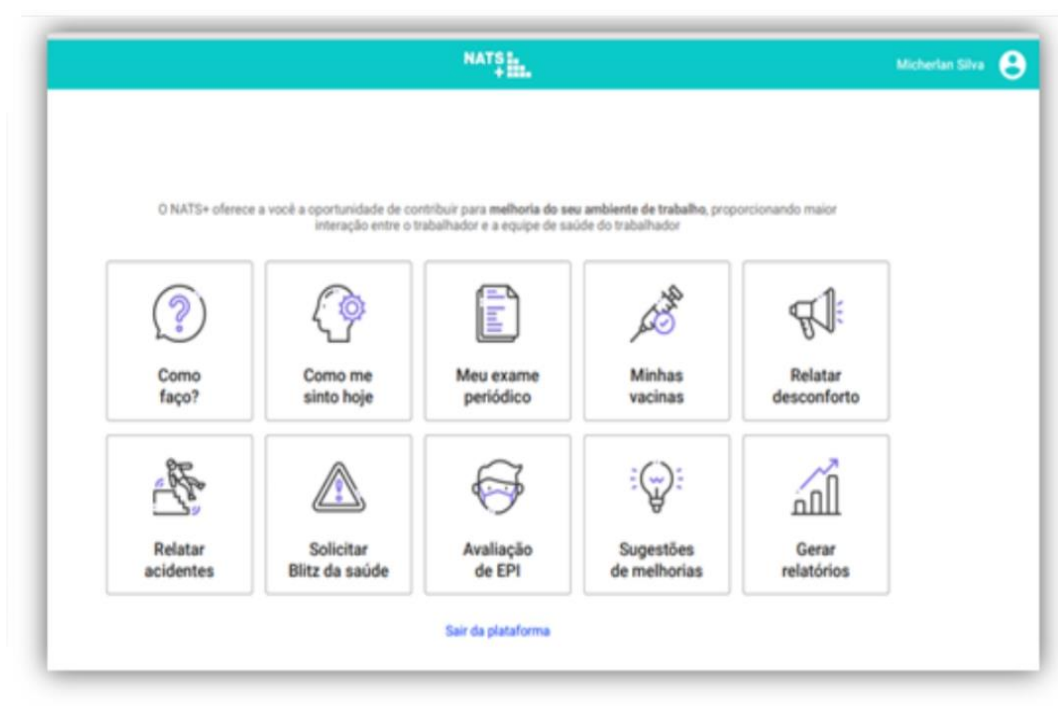 NATS
+
Micherlan Silva
O NATS+ oferece a você a oportunidade de contribuir para melhoria do seu ambiente de trabalho, proporcionando maior
interação entre o trabalhador e a equipe de saúde do trabalhador
Como
faço?
Como me
sinto hoje
Meu exame
periódico
Minhas
vacinas
Relatar
desconforto
Relatar
acidentes
Solicitar
Blitz da saúde
Avaliação
de EPI
Sugestões
de melhorias
Gerar
relatórios
Sair da plataforma